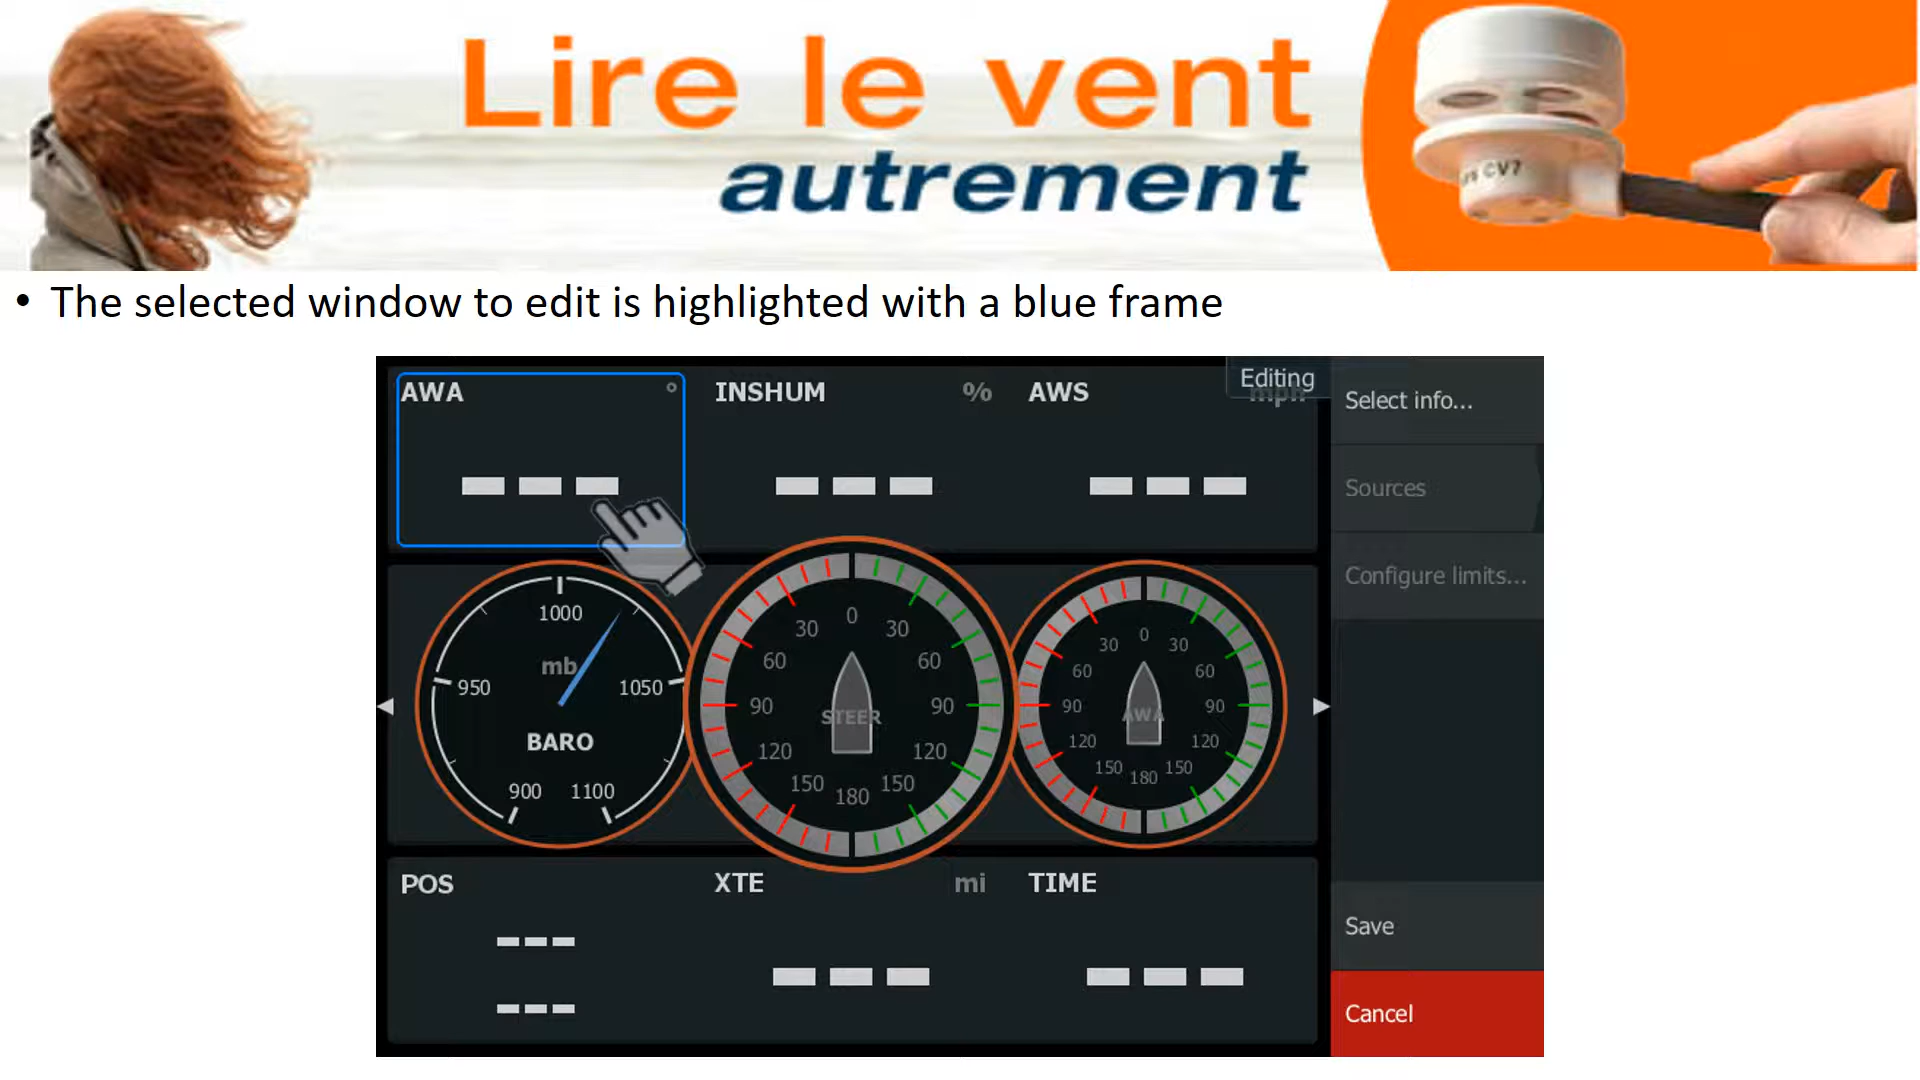 Lire le vent
autrement
CV7
• The selected window to edit is highlighted with a blue frame
AWA °
INSHUM %
AWS mph
Editing
Select info...
Sources
Configure limits...
Save
Cancel
1000
mb
950 1050
BARO
900 1100
0
30 30
60 60
90 90
STEER
120 120
150 150
180
0
30 30
60 60
90 90
AWA
120 120
150 150
180
POS
XTE mi
TIME